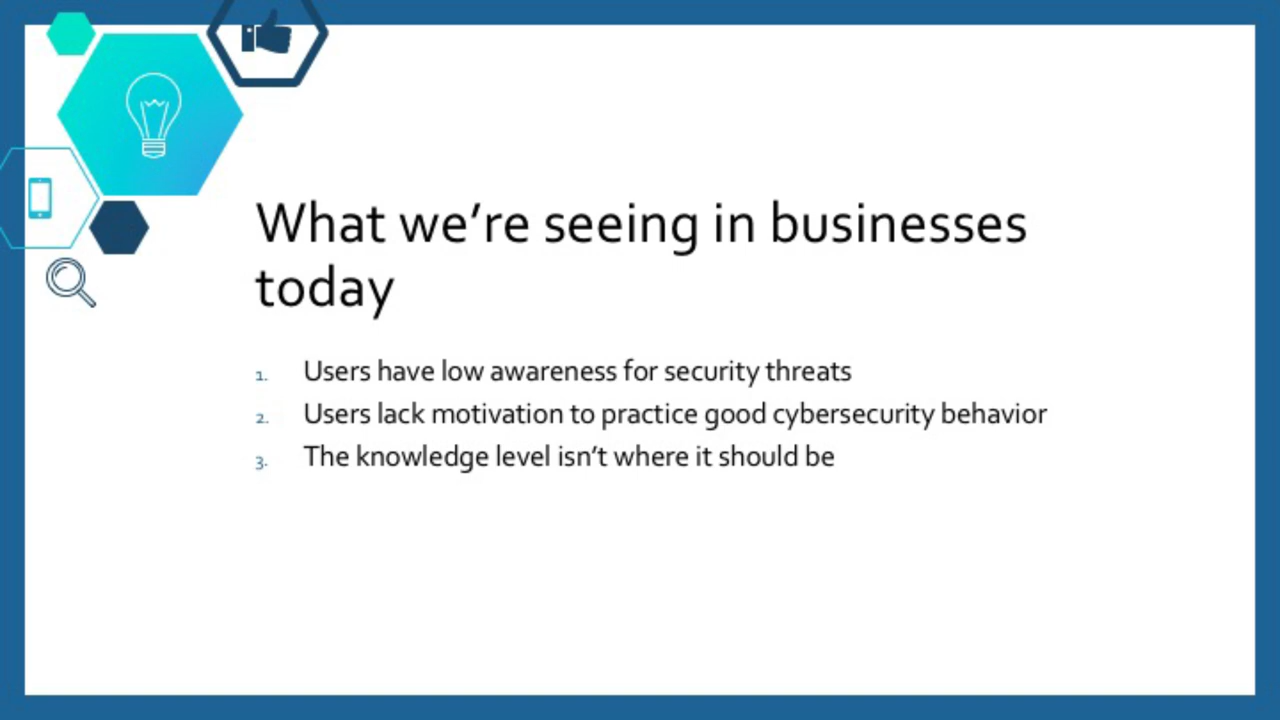 What we're seeing in businesses
today
1. Users have low awareness for security threats
2. Users lack motivation to practice good cybersecurity behavior
3. The knowledge level isn't where it should be